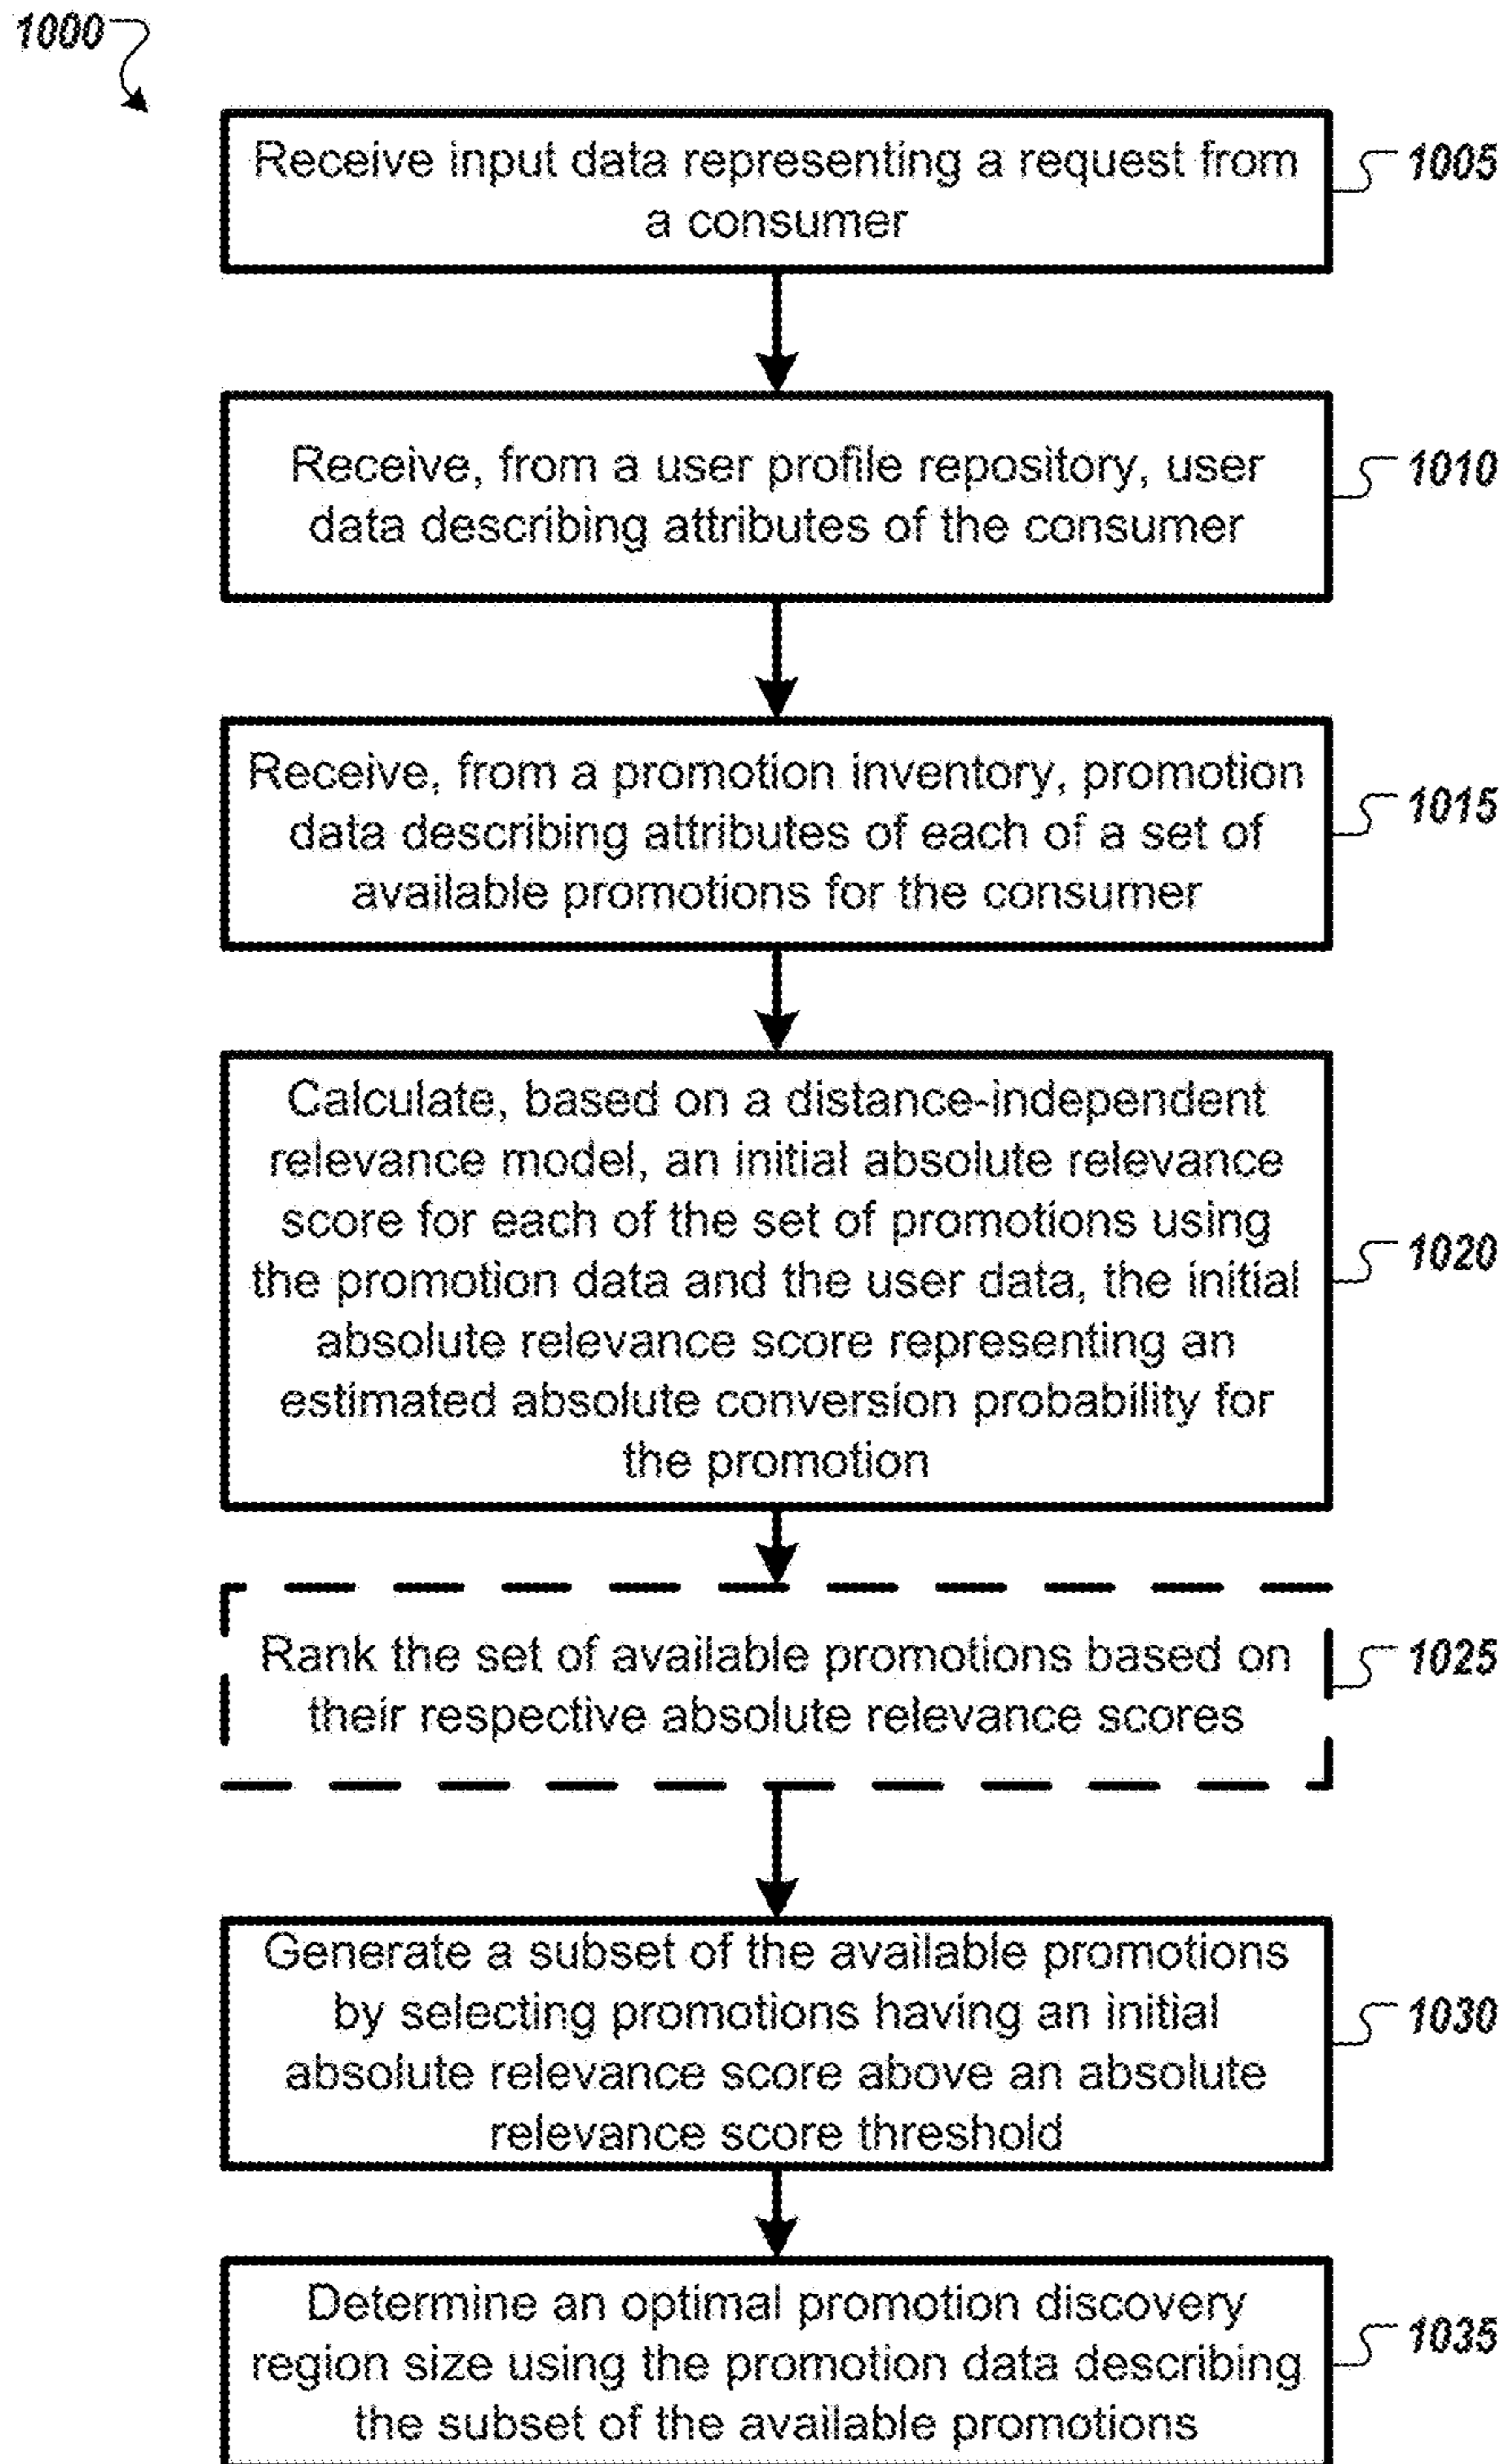 1000
Receive input data representing a request from
a consumer
1005
Receive, from a user profile repository, user
data describing attributes of the consumer
1010
Receive, from a promotion inventory, promotion
data describing attributes of each of a set of
available promotions for the consumer
1015
Calculate, based on a distance-independent
relevance model, an initial absolute relevance
score for each of the set of promotions using
the promotion data and the user data, the initial
absolute relevance score representing an
estimated absolute conversion probability for
the promotion
1020
Rank the set of available promotions based on
their respective absolute relevance scores
1025
Generate a subset of the available promotions
by selecting promotions having an initial
absolute relevance score above an absolute
relevance score threshold
1030
Determine an optimal promotion discovery
region size using the promotion data describing
the subset of the available promotions
1035